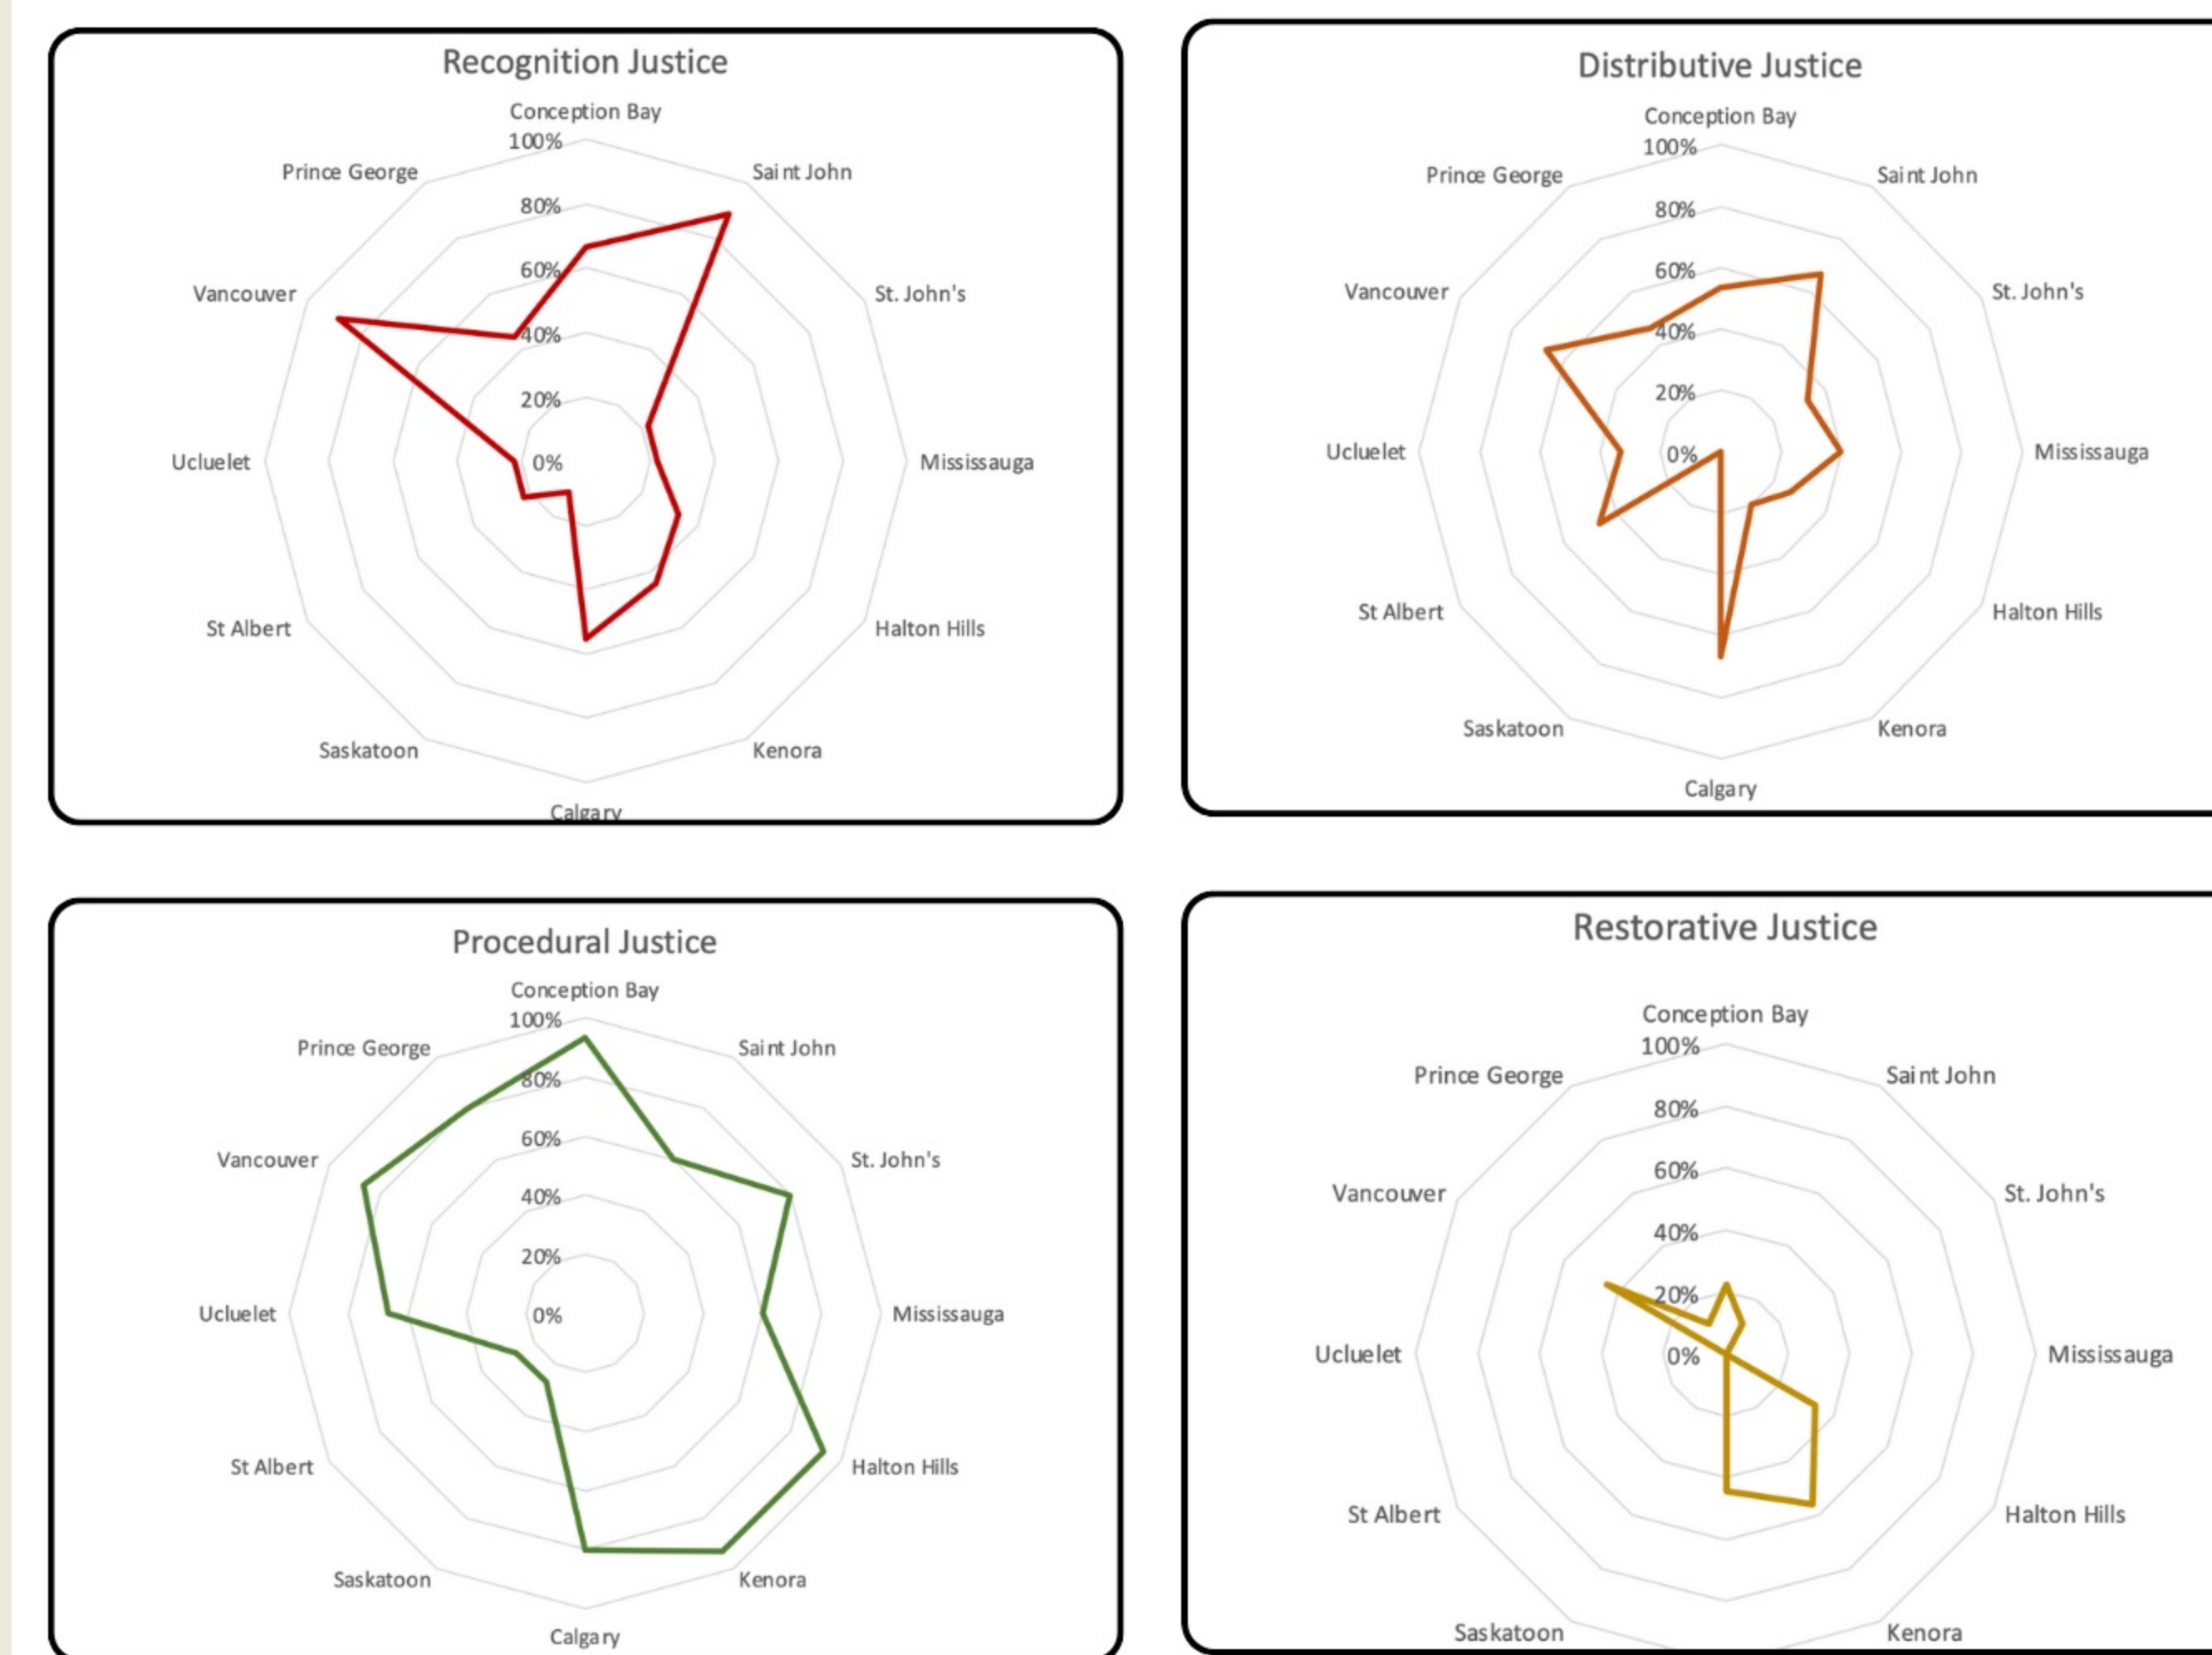 Recognition Justice
Conception Bay
100%
Saint John
Prince George
80%
60%
Vancouver
St. John's
40%
20%
Ucluelet
0%
Mississauga
St Albert
Halton Hills
Saskatoon
Kenora
Calgary
Distributive Justice
Conception Bay
100%
Prince George
Saint John
80%
60%
Vancouver
St. John's
40%
20%
Ucluelet
0%
Mississauga
St Albert
Halton Hills
Saskatoon
Kenora
Calgary
Procedural Justice
Conception Bay
100%
Prince George
Saint John
80%
60%
Vancouver
St. John's
40%
20%
Ucluelet
0%
Mississauga
St Albert
Halton Hills
Saskatoon
Kenora
Calgary
Restorative Justice
Conception Bay
100%
Prince George
Saint John
80%
60%
Vancouver
St. John's
40%
20%
Ucluelet
0%
Mississauga
St Albert
Halton Hills
Saskatoon
Kenora